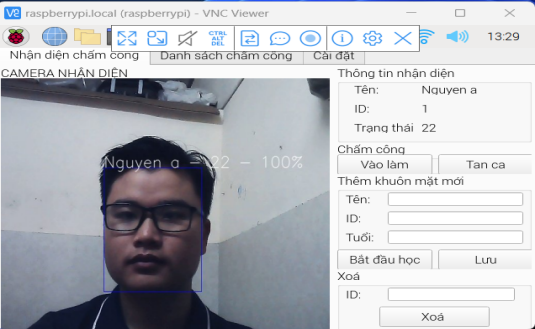 raspberrypi.local (raspberrypi) - VNC Viewer
CTRL ALT DEL
13:29
Nhận diện chấm công
Danh sách chấm công
Cài đặt
CAMERA NHẬN DIỆN
Nguyen a - 22 - 100%
Thông tin nhận diện
Tên: Nguyen a
ID: 1
Trạng thái 22
Chấm công
Vào làm
Tan ca
Thêm khuôn mặt mới
Tên:
ID:
Tuổi:
Bắt đầu học
Lưu
Xoá
ID:
Xoá